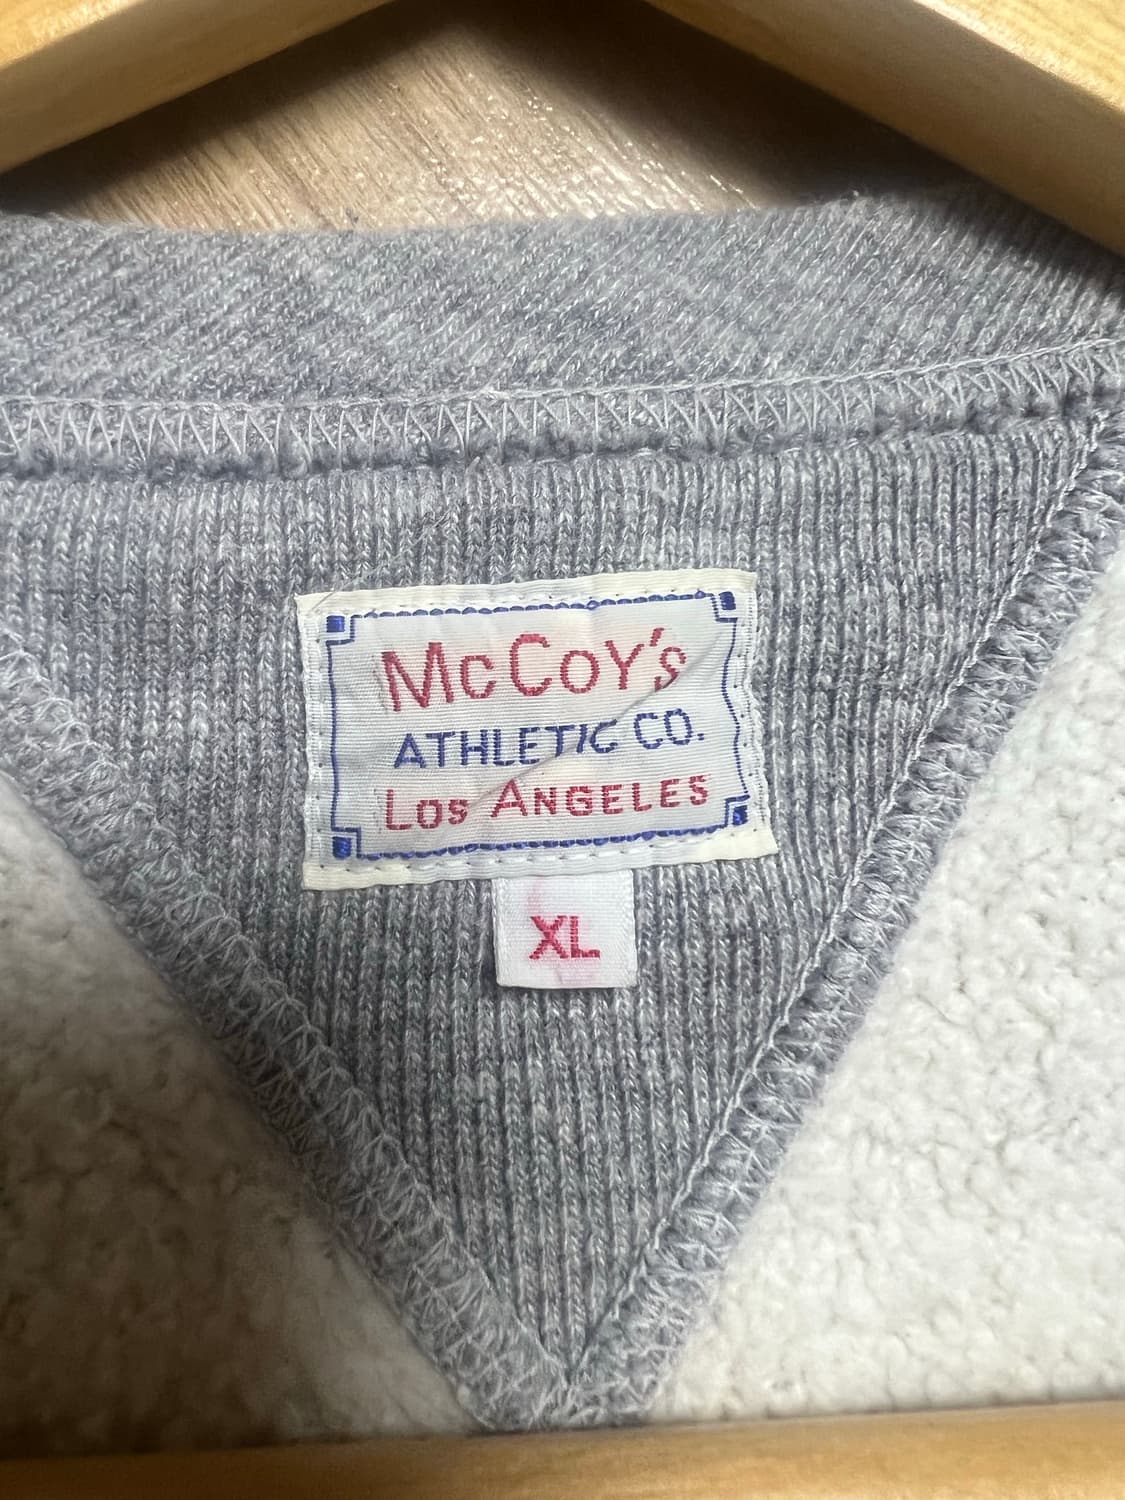 McCoy's
ATHLETIC CO.
Los ANGELES
XL